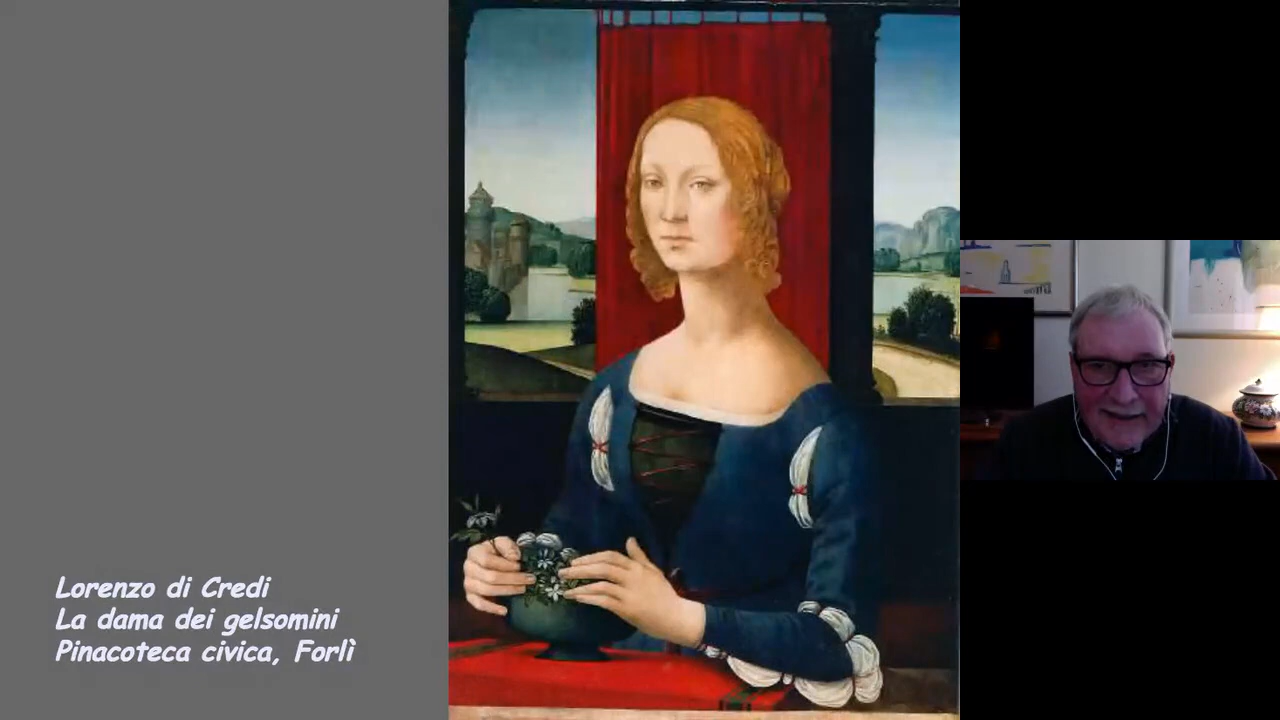 Lorenzo di Credi
La dama dei gelsomini
Pinacoteca civica, Forlì